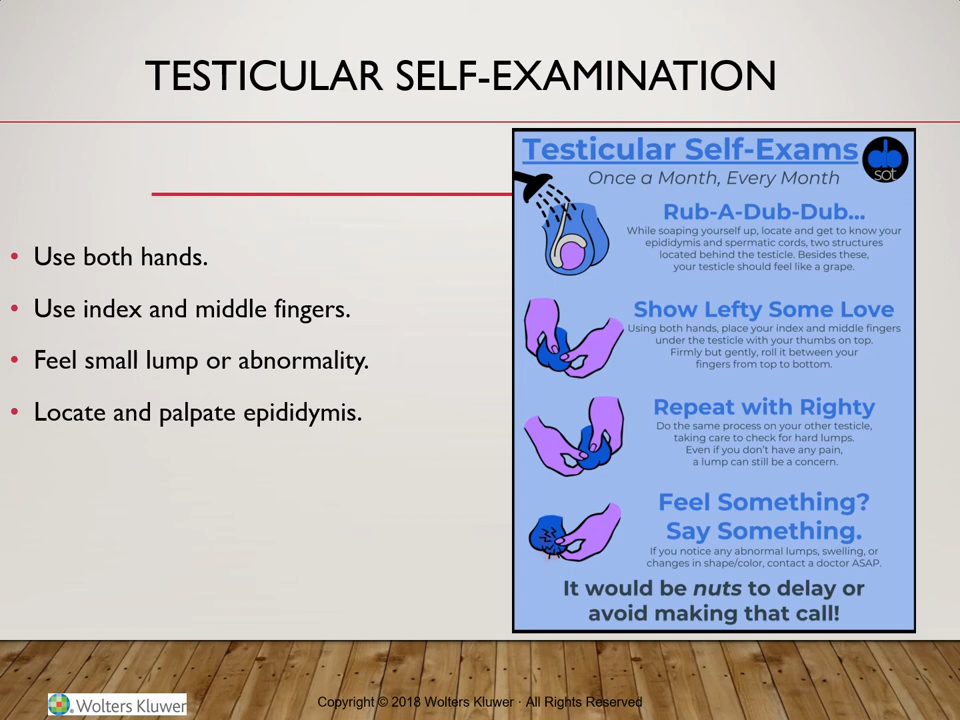 TESTICULAR SELF-EXAMINATION
• Use both hands.
• Use index and middle fingers.
• Feel small lump or abnormality.
• Locate and palpate epididymis.
Testicular Self-Exams
sot
Once a Month, Every Month
Rub-A-Dub-Dub...
While soaping yourself up, locate and get to know your
epididymis and spermatic cords, two structures
located behind the testicle. Besides these,
your testicle should feel like a grape.
Show Lefty Some Love
Using both hands, place your index and middle fingers
under the testicle with your thumbs on top.
Firmly but gently, roll it between your
fingers from top to bottom.
Repeat with Righty
Do the same process on your other testicle,
taking care to check for hard lumps.
Even if you don't have any pain,
a lump can still be a concern.
Feel Something?
Say Something.
If you notice any abnormal lumps, swelling, or
changes in shape/color, contact a doctor ASAP.
It would be nuts to delay or
avoid making that call!
Wolters Kluwer
Copyright © 2018 Wolters Kluwer · All Rights Reserved